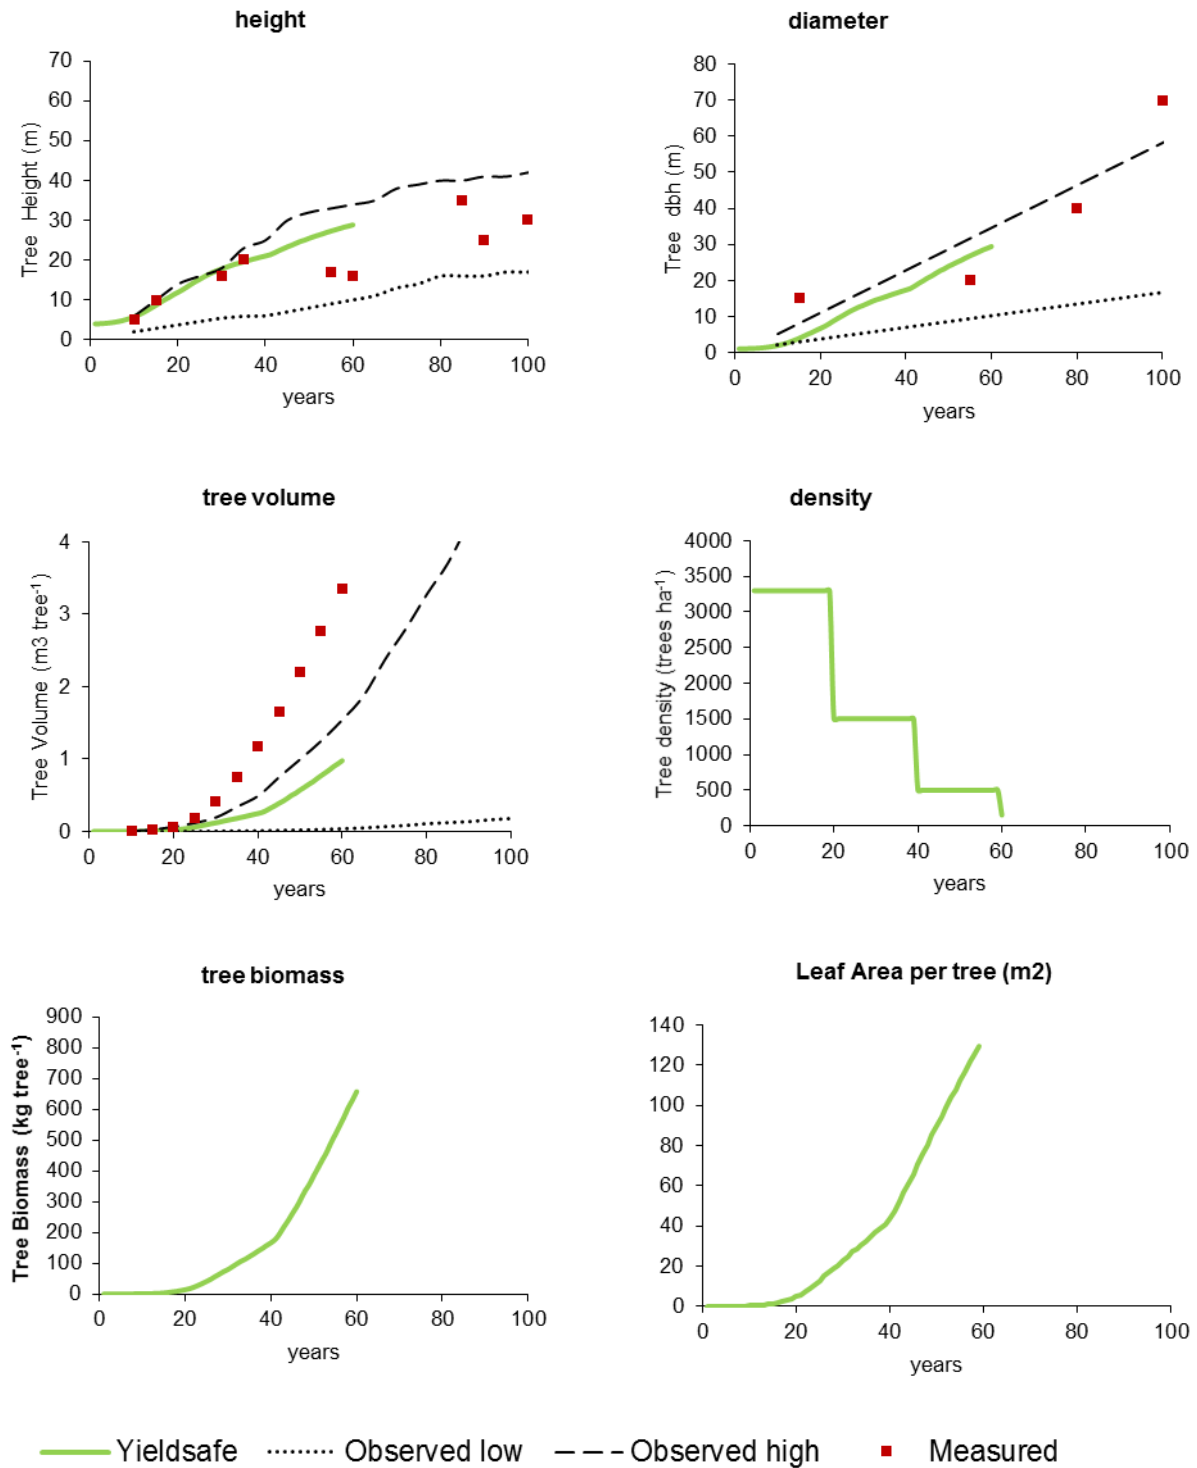 height
70
60
50
40
30
20
10
0
Tree Height (m)
0 20 40 60 80 100
years
diameter
80
70
60
50
40
30
20
10
0
Tree dbh (m)
0 20 40 60 80 100
years
tree volume
4
3
2
1
0
Tree Volume (m3 tree-1)
0 20 40 60 80 100
years
density
4000
3500
3000
2500
2000
1500
1000
500
0
Tree density (trees ha-1)
0 20 40 60 80 100
years
tree biomass
900
800
700
600
500
400
300
200
100
0
Tree Biomass (kg tree-1)
0 20 40 60 80 100
years
Leaf Area per tree (m2)
140
120
100
80
60
40
20
0
0 20 40 60 80 100
years
Yieldsafe Observed low Observed high Measured